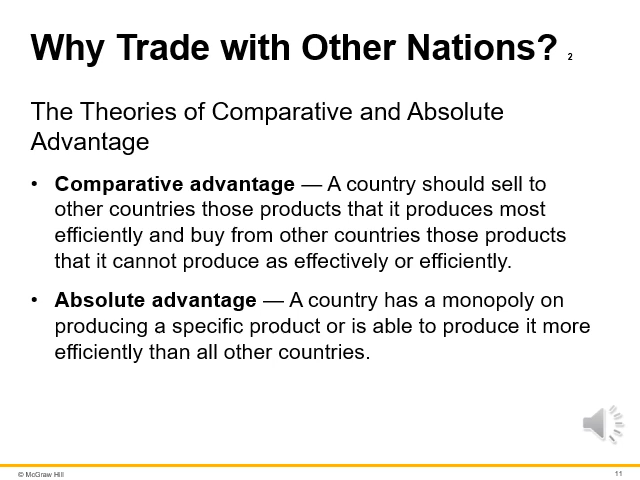 Why Trade with Other Nations? 2
The Theories of Comparative and Absolute
Advantage
• Comparative advantage — A country should sell to
other countries those products that it produces most
efficiently and buy from other countries those products
that it cannot produce as effectively or efficiently.
• Absolute advantage — A country has a monopoly on
producing a specific product or is able to produce it more
efficiently than all other countries.
© McGraw Hill
11